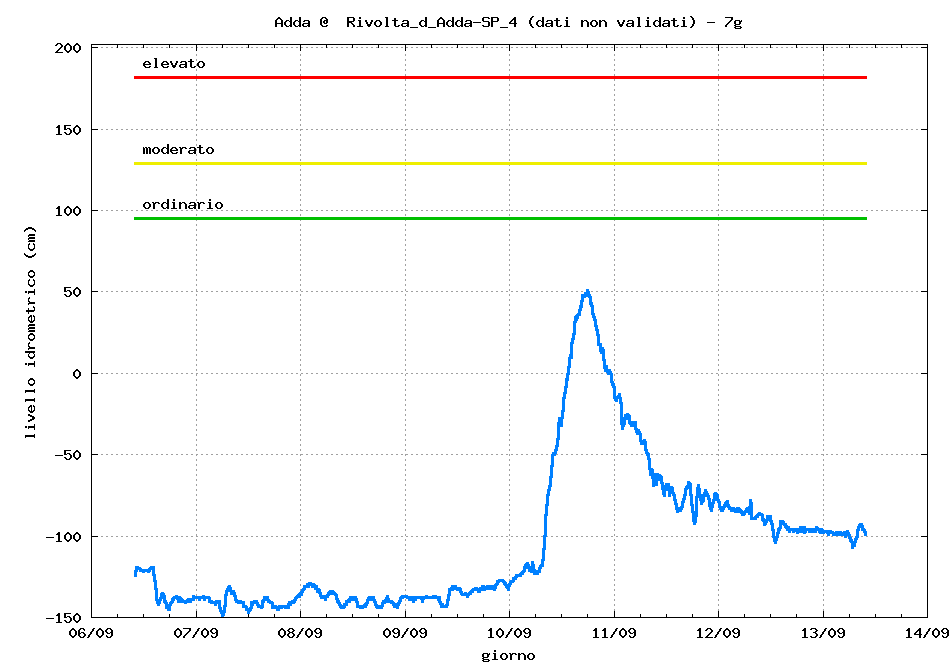 Adda @  Rivolta_d_Adda-SP_4 (dati non validati) - 7g
200
elevato
150
moderato
ordinario
100
livello idrometrico (cm)
50
0
-50
-100
-150
06/09 07/09 08/09 09/09 10/09 11/09 12/09 13/09 14/09
giorno